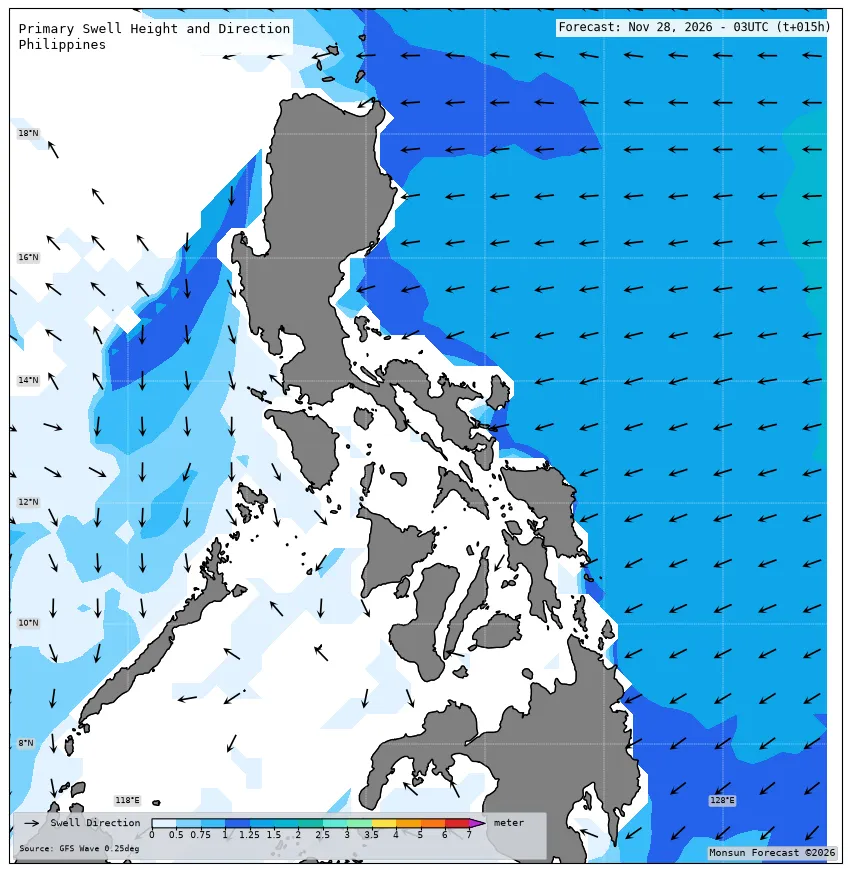 Primary Swell Height and Direction
Philippines
Forecast: Nov 28, 2026 - 03UTC (t+015h)
18°N
16°N
14°N
12°N
10°N
8°N
118°E
128°E
Swell Direction
0 0.5 0.75 1 1.25 1.5 2 2.5 3 3.5 4 5 6 7
meter
Source: GFS Wave 0.25deg
Monsun Forecast ©2026